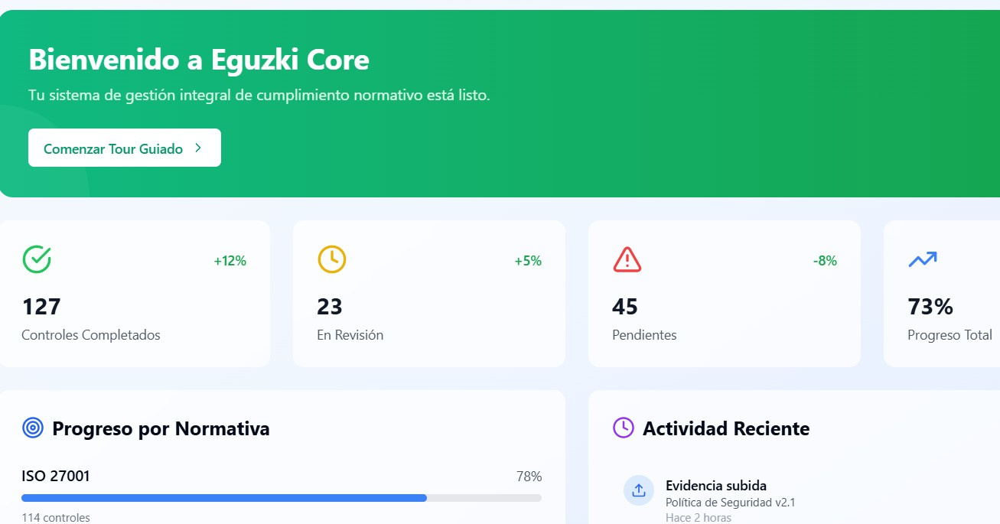 Bienvenido a Eguzki Core
Tu sistema de gestión integral de cumplimiento normativo está listo.
Comenzar Tour Guiado
+12%
127
Controles Completados
+5%
23
En Revisión
-8%
45
Pendientes
73%
Progreso Total
Progreso por Normativa
ISO 27001
78%
114 controles
Actividad Reciente
Evidencia subida
Política de Seguridad v2.1
Hace 2 horas